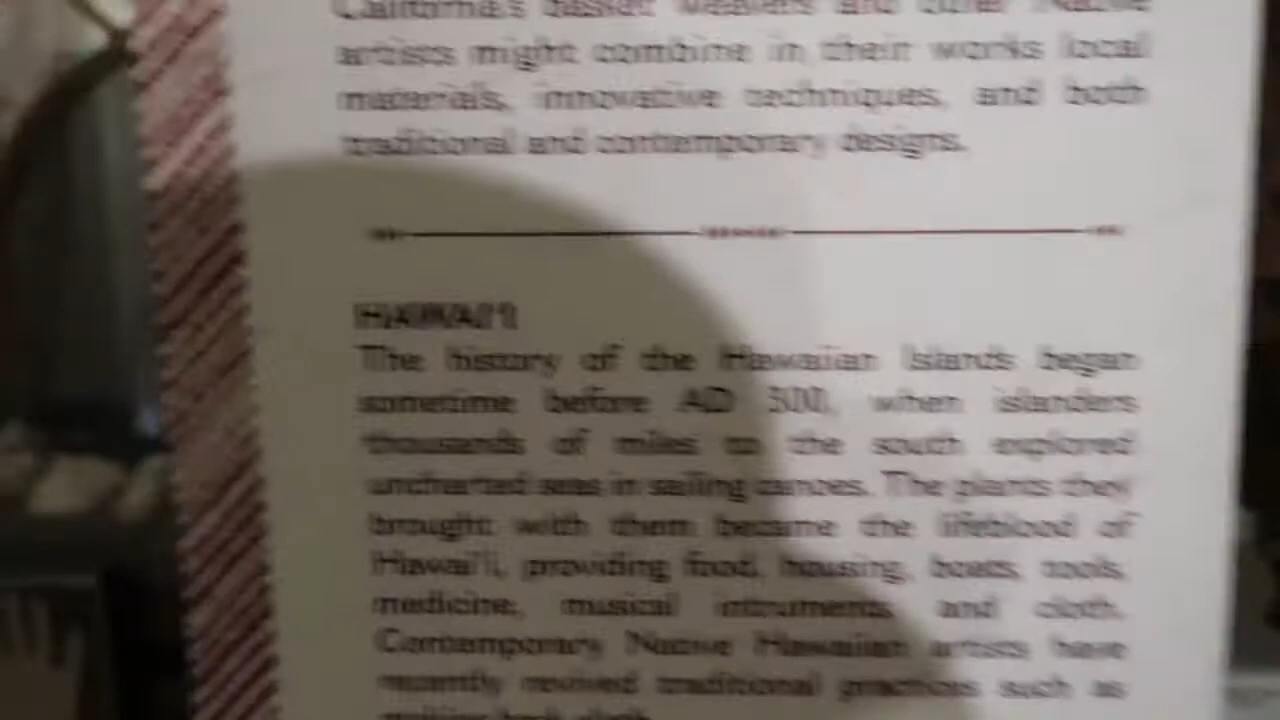 California's basket weavers and other Native
artists might combine in their works local
materials, innovative techniques, and both
traditional and contemporary designs.
HAWAI'I
The history of the Hawaiian Islands began
sometime before AD 500, when islanders
thousands of miles to the south explored
uncharted seas in sailing canoes. The plants they
brought with them became the lifeblood of
Hawai'i, providing food, housing, boats, tools,
medicine, musical intruments and cloth.
Contemporary Native Hawaiian artists have
recently revived traditional practices such as
bark cloth.